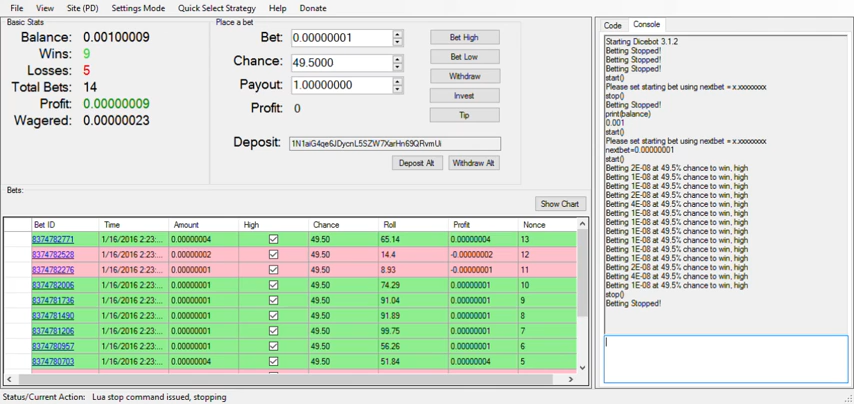 File View Site (PD) Settings Mode Quick Select Strategy Help Donate
Basic Stats
Balance: 0.00100009
Wins: 9
Losses: 5
Total Bets: 14
Profit: 0.00000009
Wagered: 0.00000023
Place a bet
Bet: 0.00000001
Chance: 49.5000
Payout: 1.00000000
Profit: 0
Deposit: 1N1aiG4qe6JDycnL5SZW7XarHn69QRvmUi
Deposit Alt Withdraw Alt
Bet High
Bet Low
Withdraw
Invest
Tip
Bets:
Show Chart
Bet ID Time Amount High Chance Roll Profit Nonce
8374782771 1/16/2016 2:23:... 0.00000004 49.50 65.14 0.00000004 13
8374782528 1/16/2016 2:23:... 0.00000002 49.50 14.4 -0.00000002 12
8374782276 1/16/2016 2:23:... 0.00000001 49.50 8.93 -0.00000001 11
8374782006 1/16/2016 2:23:... 0.00000001 49.50 74.29 0.00000001 10
8374781736 1/16/2016 2:23:... 0.00000001 49.50 91.04 0.00000001 9
8374781490 1/16/2016 2:23:... 0.00000001 49.50 91.89 0.00000001 8
8374781206 1/16/2016 2:23:... 0.00000001 49.50 99.75 0.00000001 7
8374780957 1/16/2016 2:23:... 0.00000001 49.50 56.26 0.00000001 6
8374780703 1/16/2016 2:23:... 0.00000004 49.50 51.84 0.00000004 5
Status/Current Action: Lua stop command issued, stopping
Code Console
Starting Dicebot 3.1.2
Betting Stopped!
Betting Stopped!
Betting Stopped!
start()
Please set starting bet using nextbet = x.xxxxxxxx
stop()
Betting Stopped!
print(balance)
0.001
start()
Please set starting bet using nextbet = x.xxxxxxxx
nextbet=0.00000001
start()
Betting 2E-08 at 49.5% chance to win, high
Betting 1E-08 at 49.5% chance to win, high
Betting 1E-08 at 49.5% chance to win, high
Betting 2E-08 at 49.5% chance to win, high
Betting 4E-08 at 49.5% chance to win, high
Betting 1E-08 at 49.5% chance to win, high
Betting 1E-08 at 49.5% chance to win, high
Betting 1E-08 at 49.5% chance to win, high
Betting 1E-08 at 49.5% chance to win, high
Betting 1E-08 at 49.5% chance to win, high
Betting 1E-08 at 49.5% chance to win, high
Betting 2E-08 at 49.5% chance to win, high
Betting 4E-08 at 49.5% chance to win, high
Betting 1E-08 at 49.5% chance to win, high
stop()
Betting Stopped!